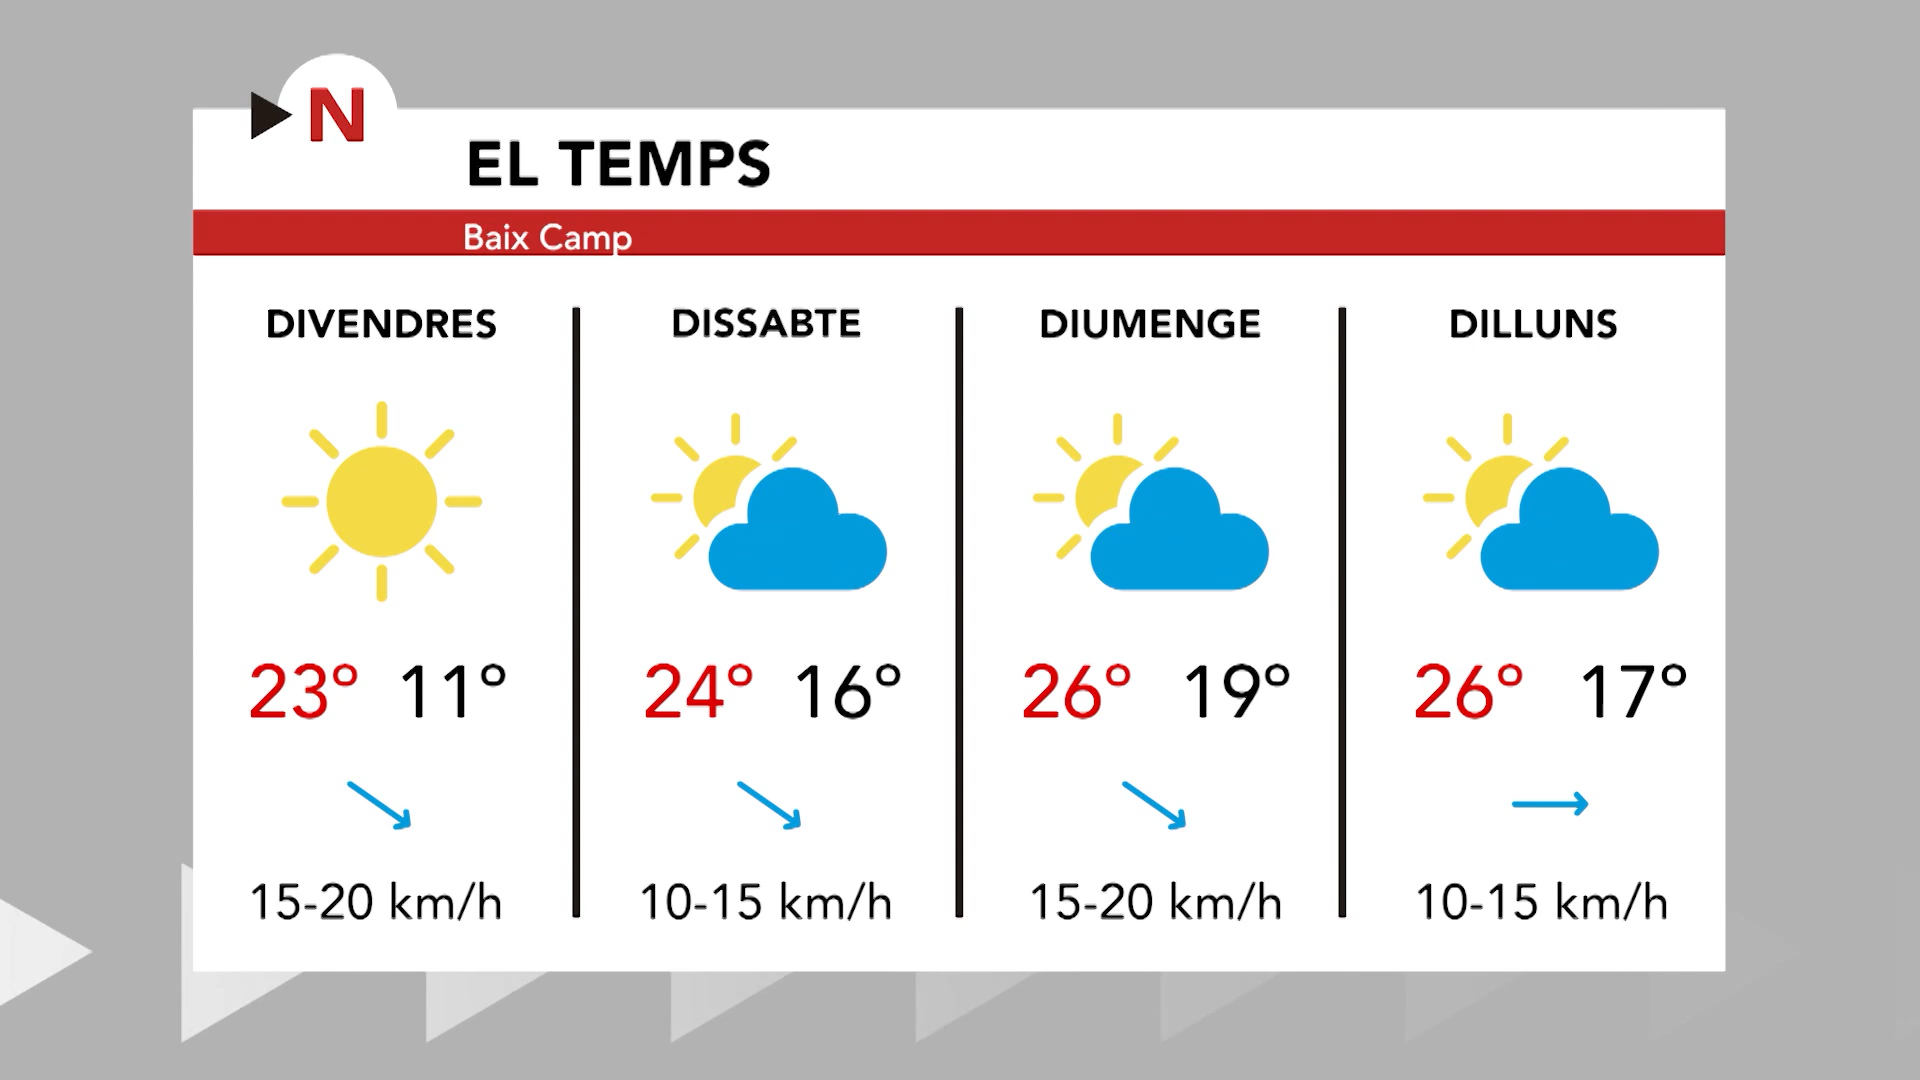 N
EL TEMPS
Baix Camp
DIVENDRES
23° 11°
15-20 km/h
DISSABTE
24° 16°
10-15 km/h
DIUMENGE
26° 19°
15-20 km/h
DILLUNS
26° 17°
10-15 km/h